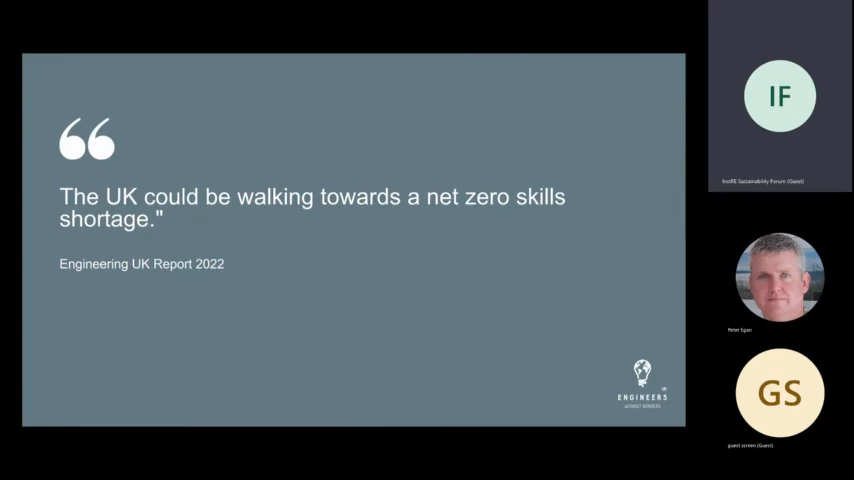 The UK could be walking towards a net zero skills
shortage."
Engineering UK Report 2022
UK
ENGINEERS
WITHOUT BORDERS
IF
InstRE Sustainability Forum (Guest)
Peter Egan
GS
guest screen (Guest)